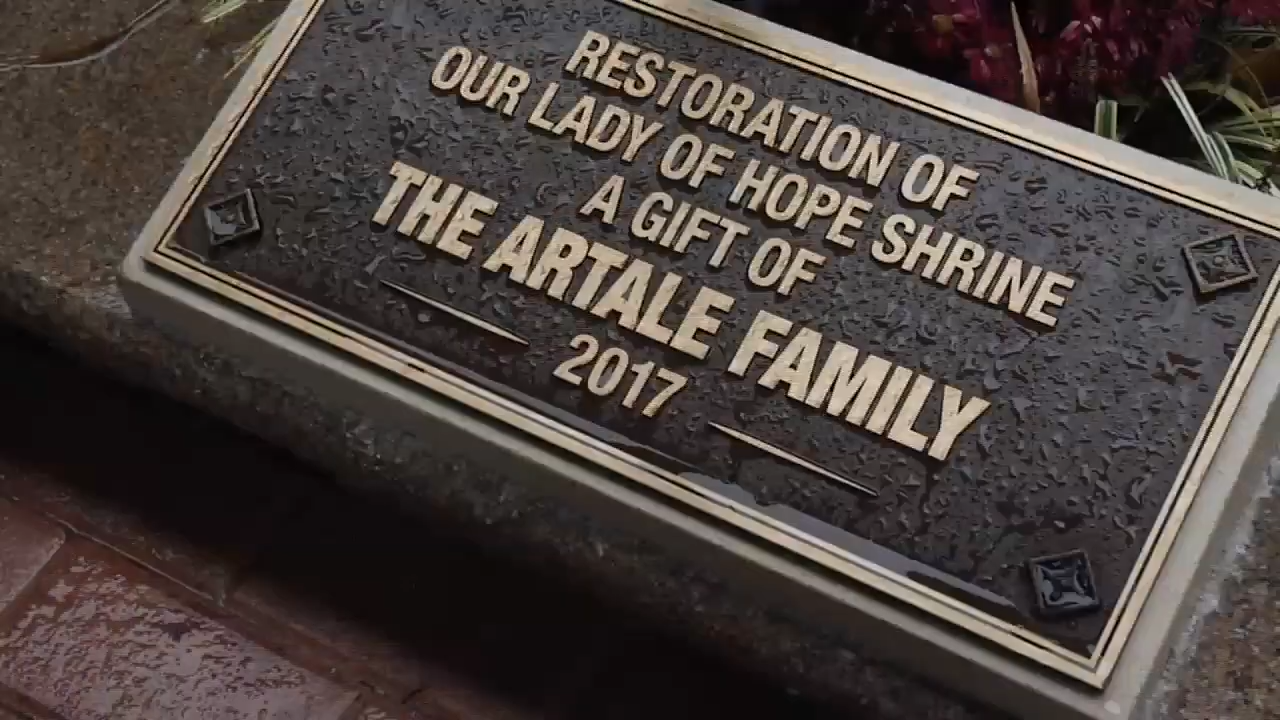 RESTORATION OF
OUR LADY OF HOPE SHRINE
A GIFT OF
THE ARTALE FAMILY
2017